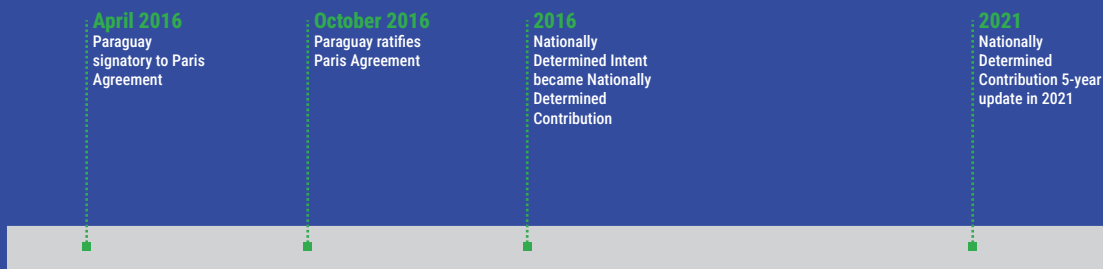 April 2016
Paraguay
signatory to Paris
Agreement
October 2016
Paraguay ratifies
Paris Agreement
2016
Nationally
Determined Intent
became Nationally
Determined
Contribution
2021
Nationally
Determined
Contribution 5-year
update in 2021